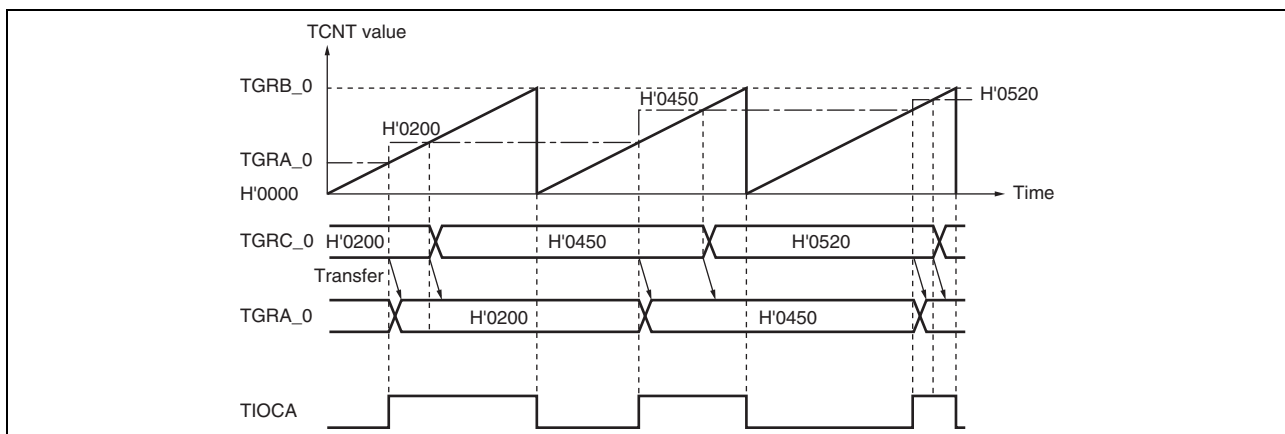 TCNT value
TGRB_0
H'0520
H'0450
H'0200
TGRA_0
H'0000
Time
TGRC_0 H'0200 H'0450 H'0520
Transfer
TGRA_0 H'0200 H'0450
TIOCA